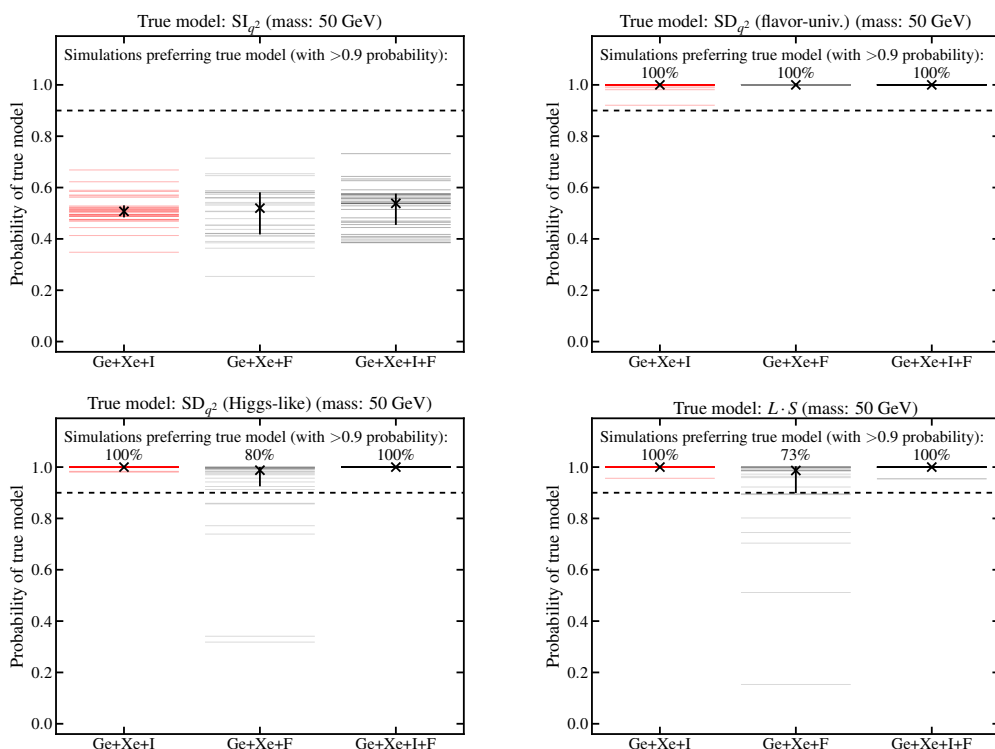 True model: SI_{q²} (mass: 50 GeV)
Simulations preferring true model (with >0.9 probability):
1.0
0.8
0.6
0.4
0.2
0.0
Probability of true model
Ge+Xe+I
Ge+Xe+F
Ge+Xe+I+F
True model: SD_{q²} (flavor-univ.) (mass: 50 GeV)
Simulations preferring true model (with >0.9 probability):
100%
100%
100%
1.0
0.8
0.6
0.4
0.2
0.0
Probability of true model
Ge+Xe+I
Ge+Xe+F
Ge+Xe+I+F
True model: SD_{q²} (Higgs-like) (mass: 50 GeV)
Simulations preferring true model (with >0.9 probability):
100%
80%
100%
1.0
0.8
0.6
0.4
0.2
0.0
Probability of true model
Ge+Xe+I
Ge+Xe+F
Ge+Xe+I+F
True model: L · S (mass: 50 GeV)
Simulations preferring true model (with >0.9 probability):
100%
73%
100%
1.0
0.8
0.6
0.4
0.2
0.0
Probability of true model
Ge+Xe+I
Ge+Xe+F
Ge+Xe+I+F